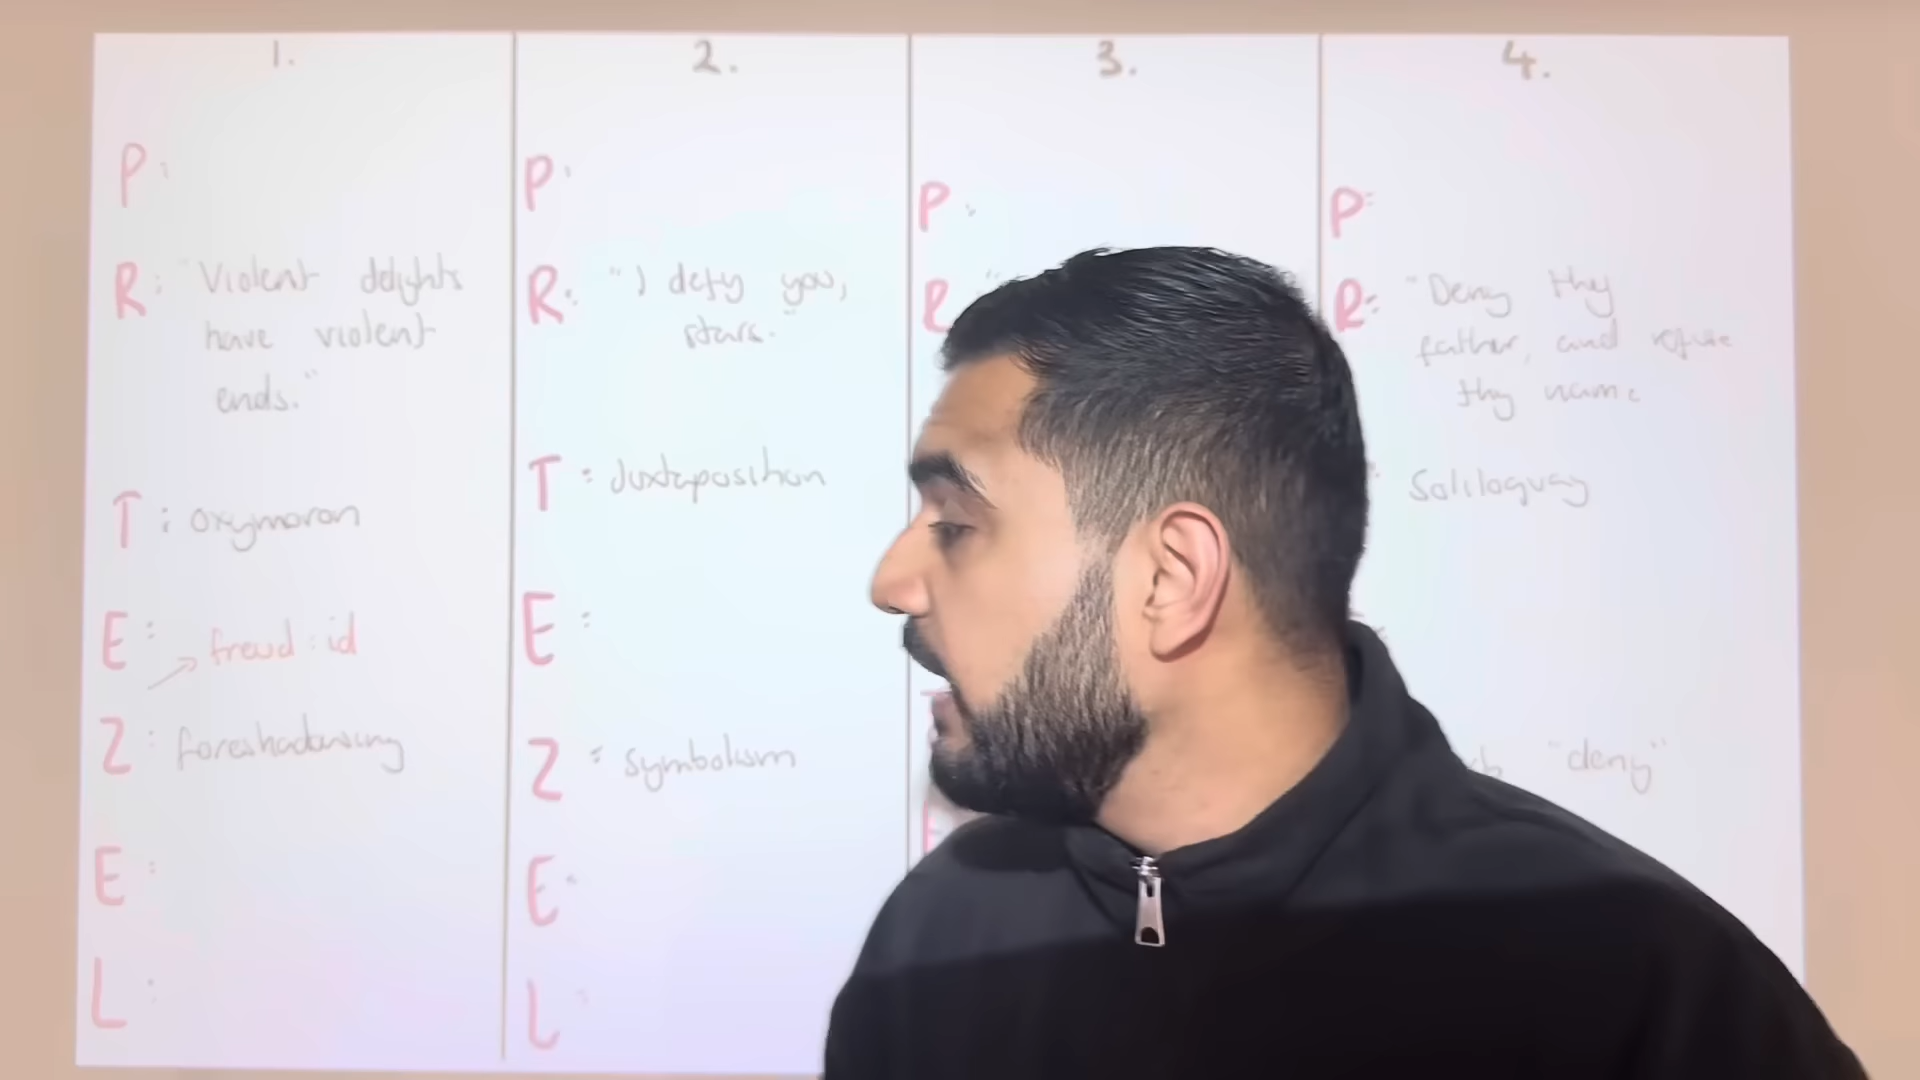 1.
P:
R: "Violent delights
have violent
ends."
T: oxymoron
E:
→ freud: id
Z: foreshadowing
E:
L:
2.
P:
R: "I defy you,
stars."
T: Juxtaposition
E:
Z: symbolism
E:
L:
3.
P:
R
4.
P:
R: "Deny thy
father, and refuse
thy name
Soliloquay
"deny"